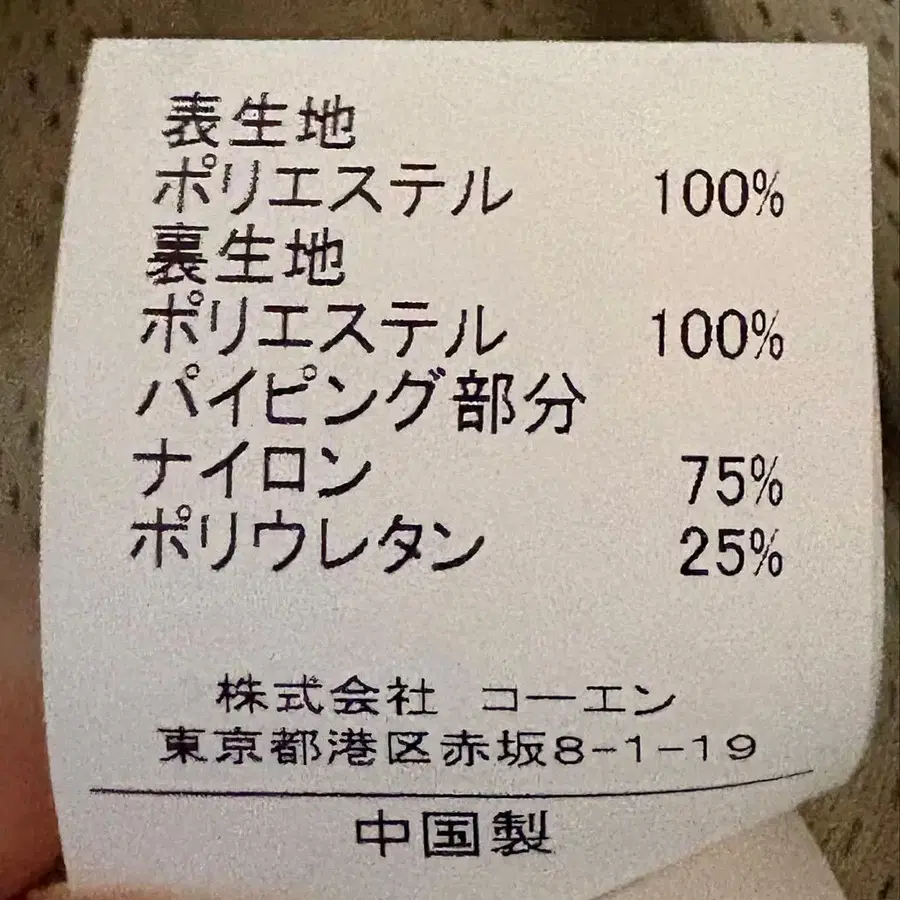 表生地
ポリエステル 100%
裏生地
ポリエステル 100%
パイピング部分
ナイロン 75%
ポリウレタン 25%
株式会社 コーエン
東京都港区赤坂8-1-19
中国製